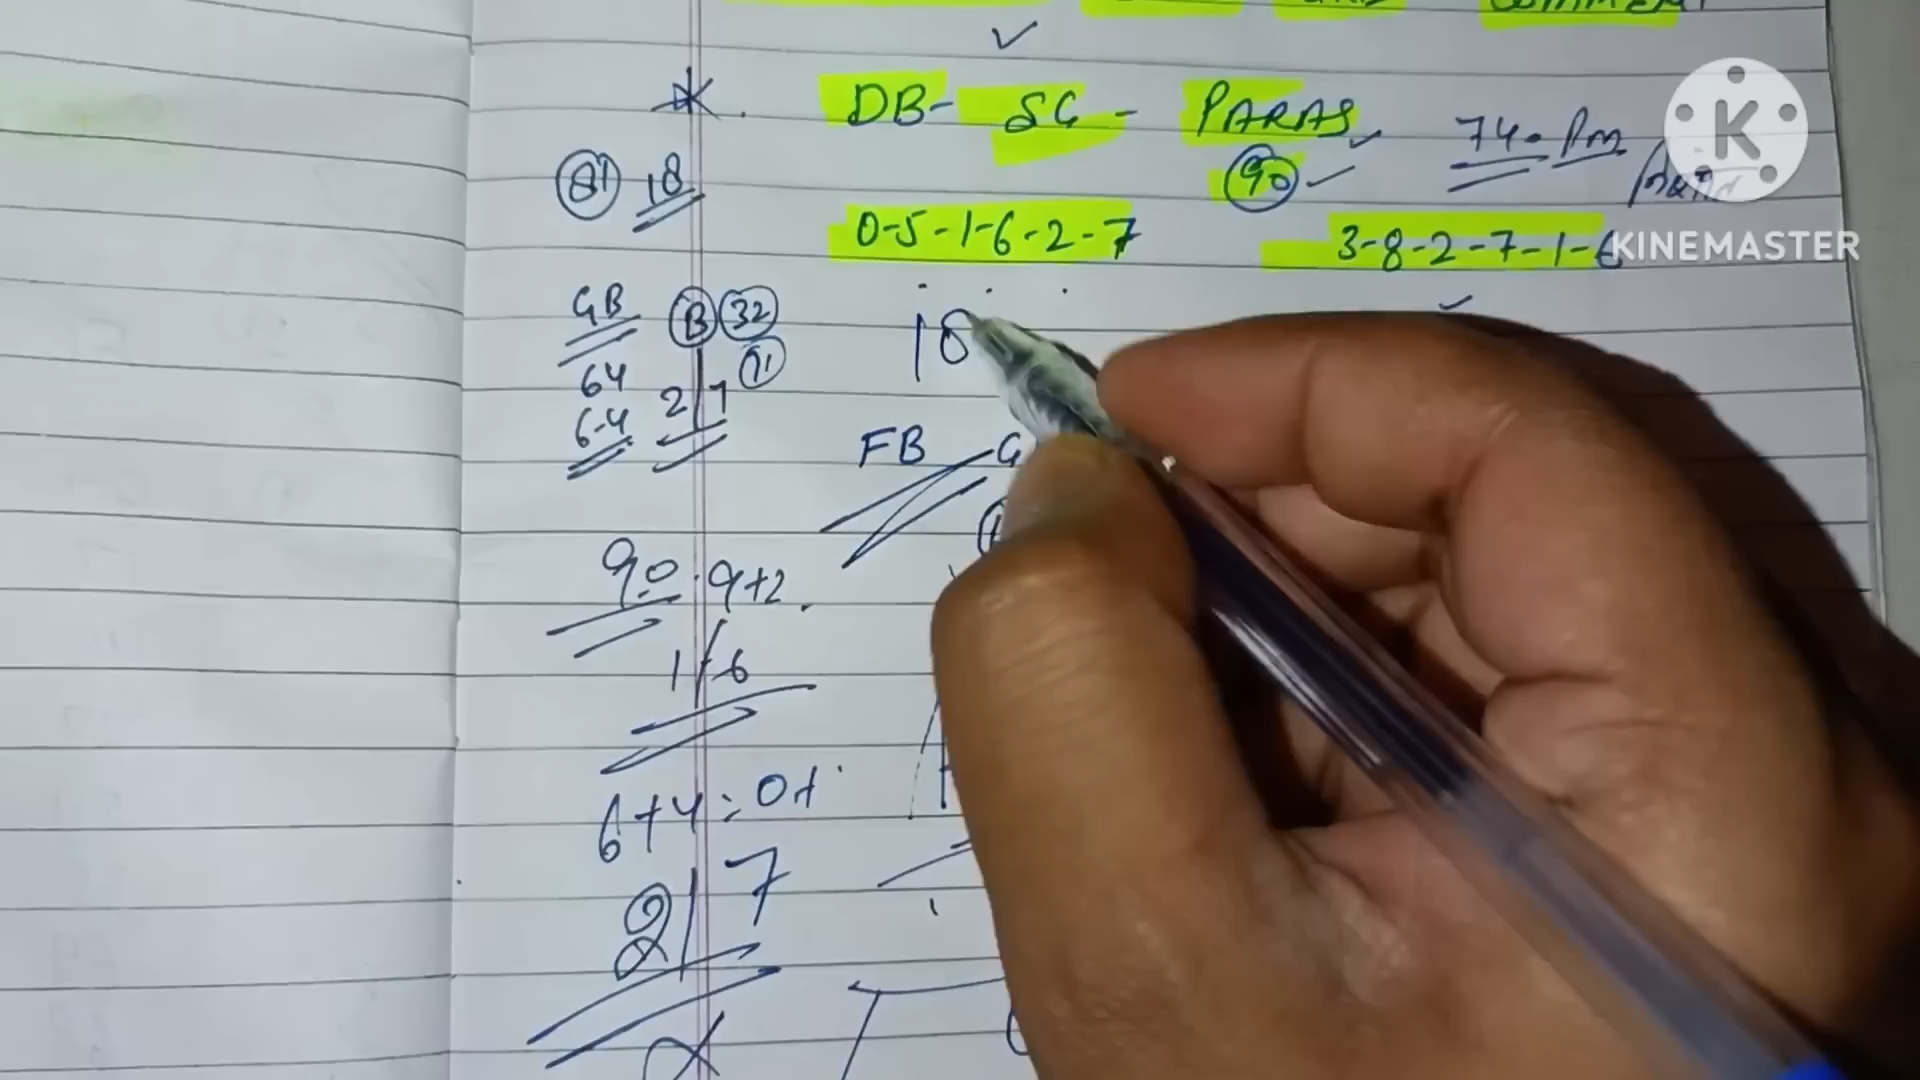 DB- SG - PARAS 74. Pm
81 18 90
0-5-1-6-2-7 3-8-2-7-1-6
KINEMASTER
GB B 32
11
18
64 2/7
6-4
FB G
90 9+2
1/6
6+4 = 0+
2/7